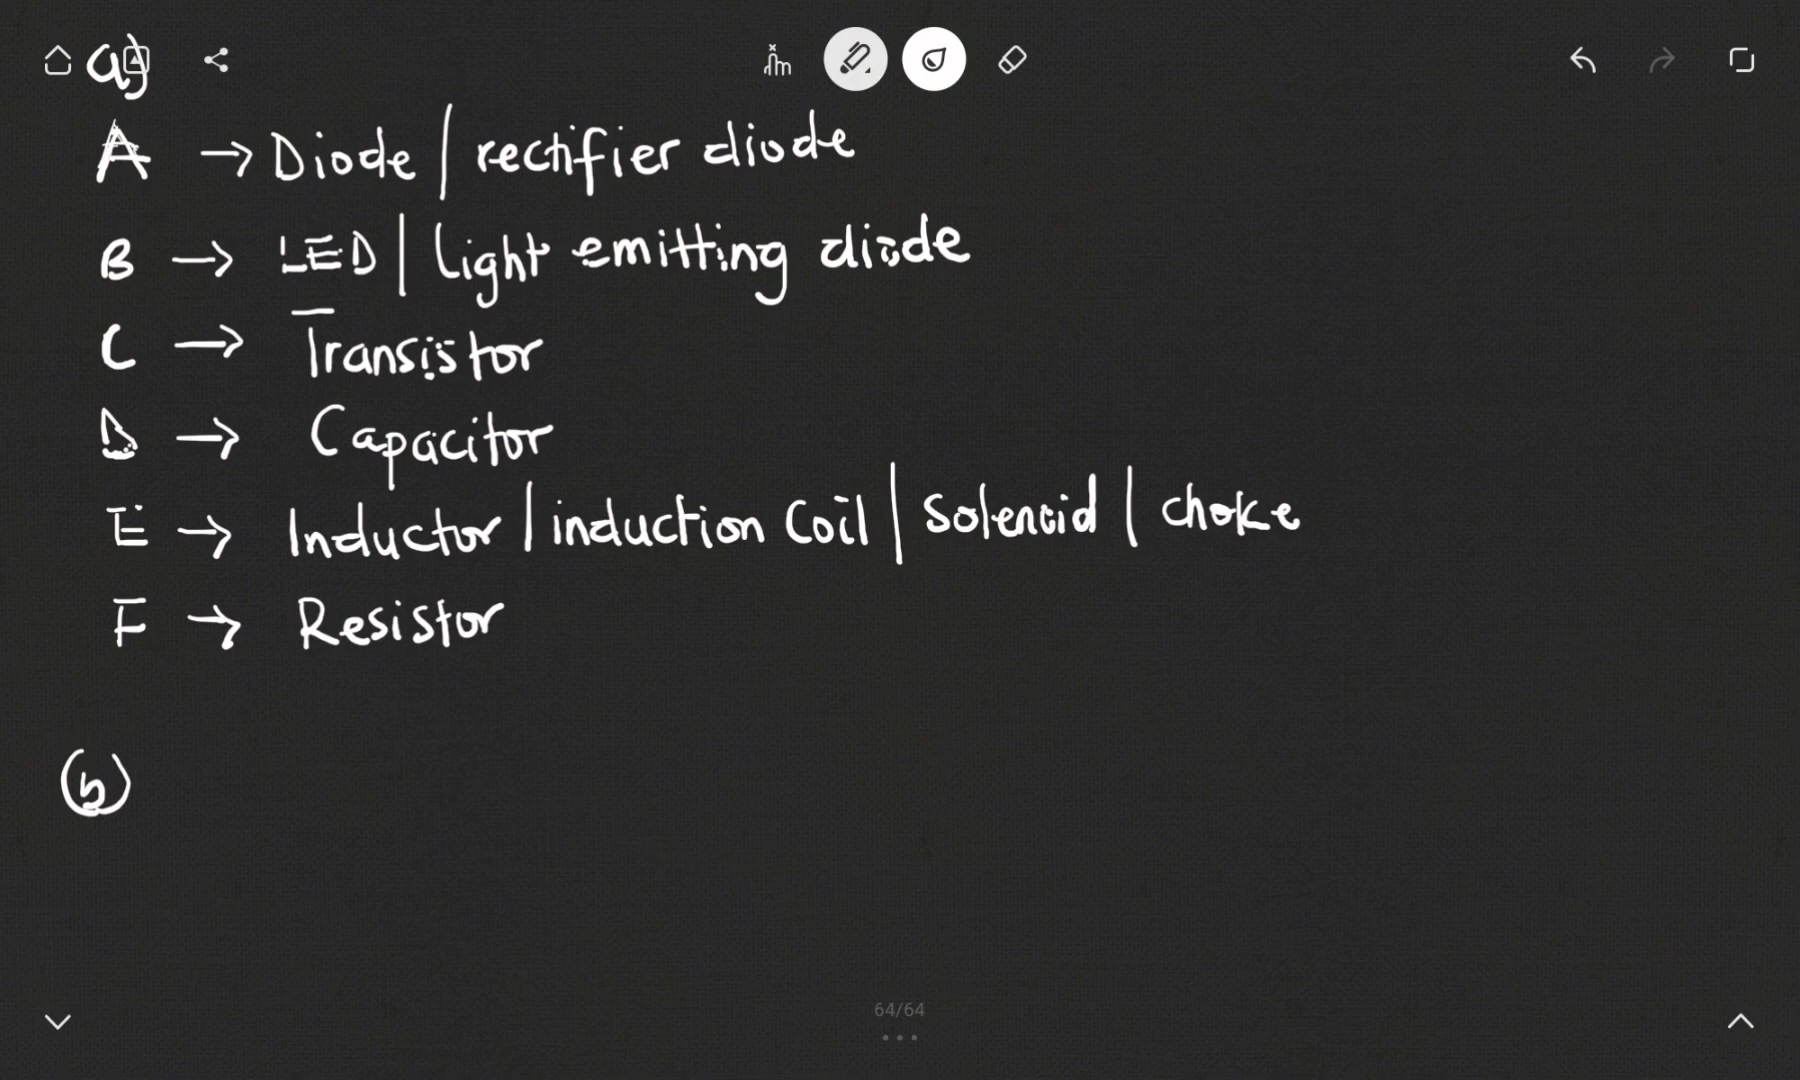 a)
A → Diode / rectifier diode
B → LED | Light emitting diode
C → Transistor
D → Capacitor
E → Inductor | induction Coil | Solenoid | choke
F → Resistor
(b)
64/64